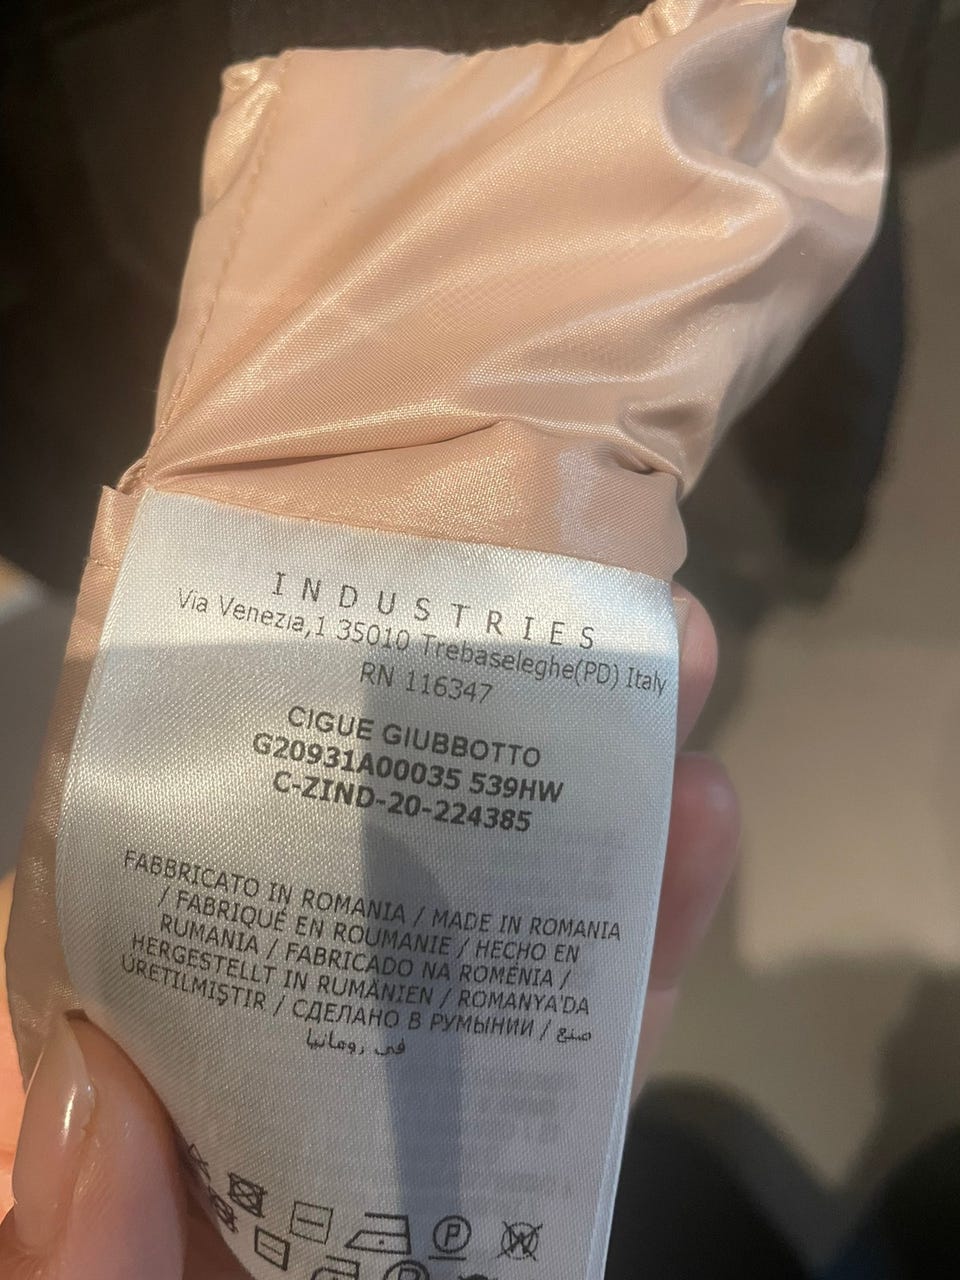 INDUSTRIES
Via Venezia,1 35010 Trebaseleghe(PD) Italy
RN 116347
CIGUE GIUBBOTTO
G20931A00035 539HW
C-ZIND-20-224385
FABBRICATO IN ROMANIA / MADE IN ROMANIA
/ FABRIQUÉ EN ROUMANIE / HECHO EN
RUMANIA / FABRICADO NA ROMÉNIA /
HERGESTELLT IN RUMÄNIEN / ROMANYA'DA
ÜRETILMIŞTIR / СДЕЛАНО В РУМЫНИИ / صنع
في رومانيا
P W